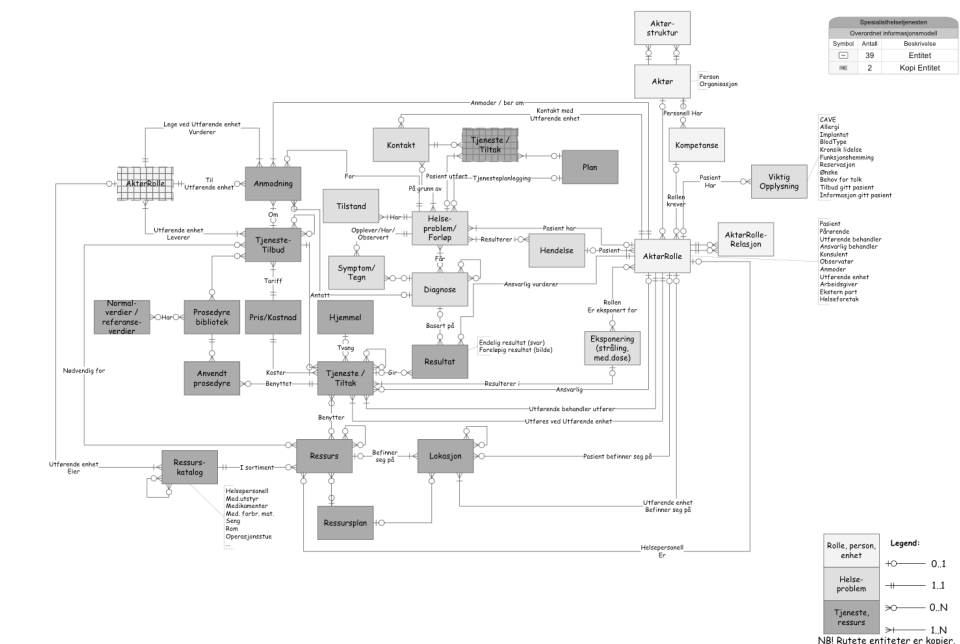 Spesialisthelsetjenesten
Overordnet informasjonsmodell
Symbol Antall Beskrivelse
39 Entitet
2 Kopi Entitet
Aktør-
struktur
Aktør
Person
Organisasjon
Anmoder / ber om
Kontakt med
Utførende enhet
Personell Har
Lege ved Utførende enhet
Vurderer
Kontakt
Tjeneste /
Tiltak
Kompetanse
CAVE
Allergi
Implantat
BlodType
Kronsik lidelse
Funksjonshemming
Reservasjon
Ønske
Behov for tolk
Tilbud gitt pasient
Informasjon gitt pasient
AktørRolle
Til
Utførende enhet
Anmodning
For
Pasient utført
Tjenesteplanlegging
Plan
På grunn av
Pasient
Har
Viktig
Opplysning
Rollen
krever
Tilstand
Har
Helse-
problem/
Forløp
Om
Utførende enhet
Leverer
Opplever/Har/
Observert
Pasient har
Resulterer i
Hendelse
Pasient
AktørRolle
AktørRolle-
Relasjon
Pasient
Pårørende
Utførende behandler
Ansvarlig behandler
Konsulent
Observatør
Anmoder
Utførende enhet
Arbeidsgiver
Ekstern part
Helseforetak
Tjeneste-
Tilbud
Får
Symptom/
Tegn
Tariff
Diagnose
Ansvarlig vurderer
Antatt
Rollen
Er eksponert for
Normal-
verdier /
referanse-
verdier
Har
Prosedyre
bibliotek
Pris/Kostnad
Hjemmel
Basert på
Tvang
Endelig resultat (svar)
Foreløpig resultat (bilde)
Eksponering
(stråling,
med.dose)
Resultat
Nødvendig for
Anvendt
prosedyre
Koster
Benyttet
Tjeneste /
Tiltak
Gir
Resulterer i
Ansvarlig
Utførende behandler utfører
Benytter
Utføres ved Utførende enhet
Utførende enhet
Eier
Ressurs-
katalog
I sortiment
Ressurs
Befinner
seg på
Lokasjon
Pasient befinner seg på
Helsepersonell
Med.utstyr
Medikamenter
Med. forbr. mat.
Seng
Rom
Operasjonsstue
...
Ressursplan
Utførende enhet
Befinner seg på
Helsepersonell
Er
Rolle, person,
enhet
Helse-
problem
Tjeneste,
ressurs
Legend:
0..1
1..1
0..N
1..N
NB! Rutete entiteter er kopier.